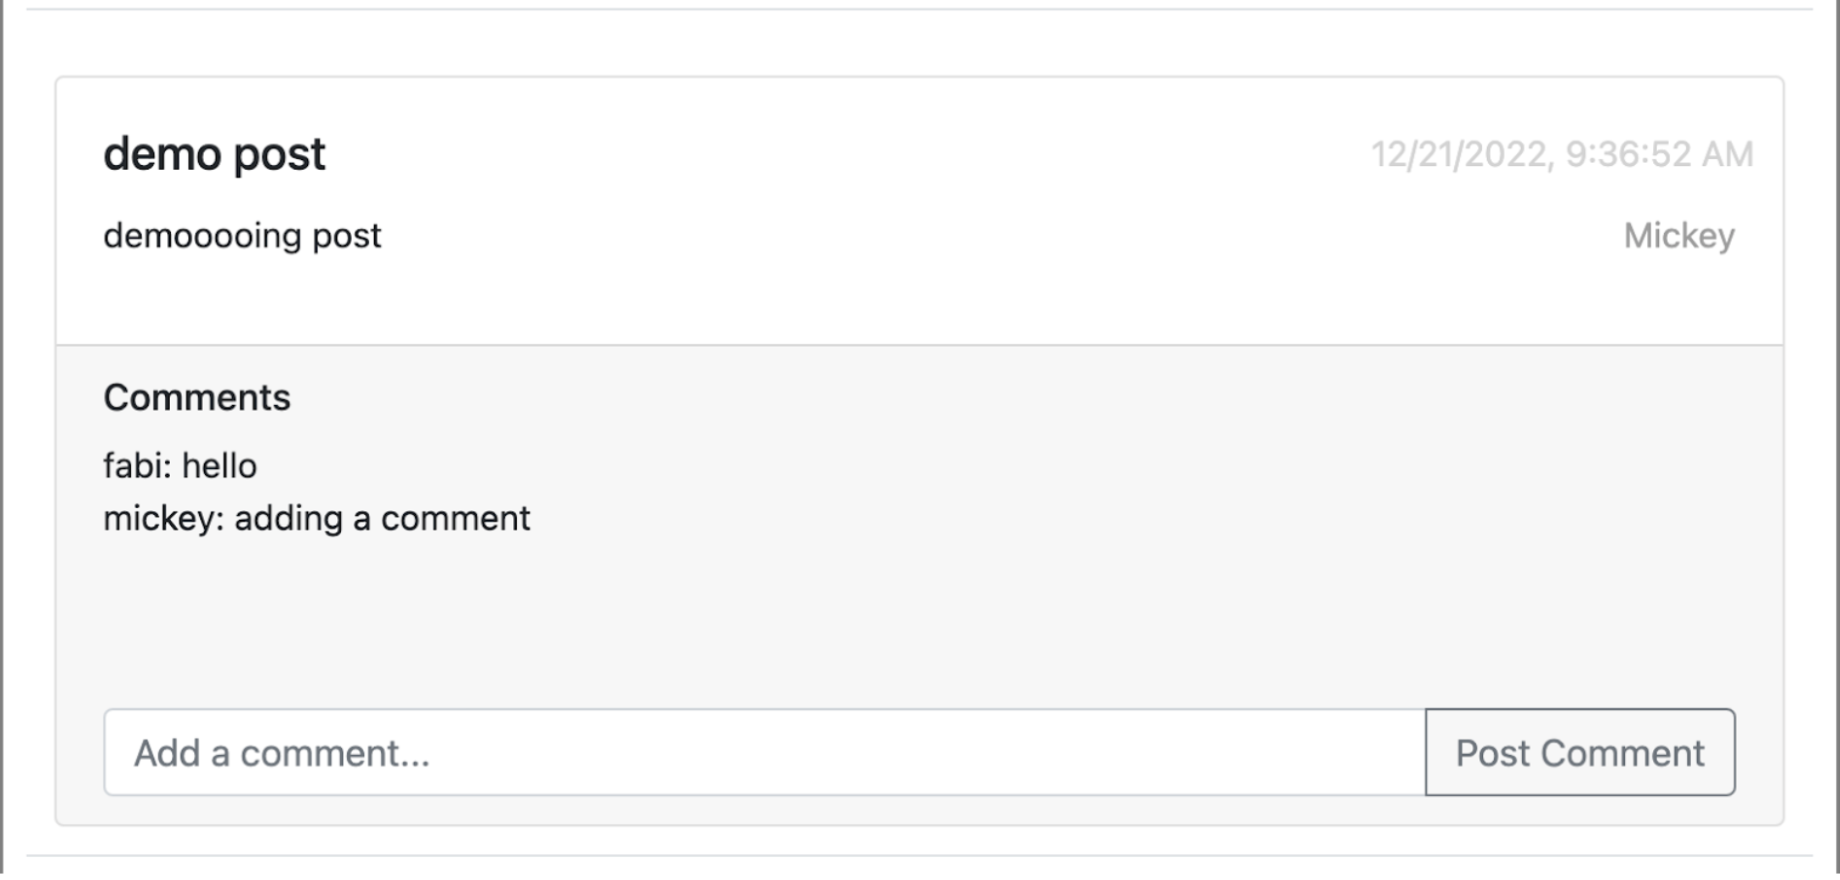 demo post
12/21/2022, 9:36:52 AM
demooooing post
Mickey
Comments
fabi: hello
mickey: adding a comment
Add a comment...
Post Comment